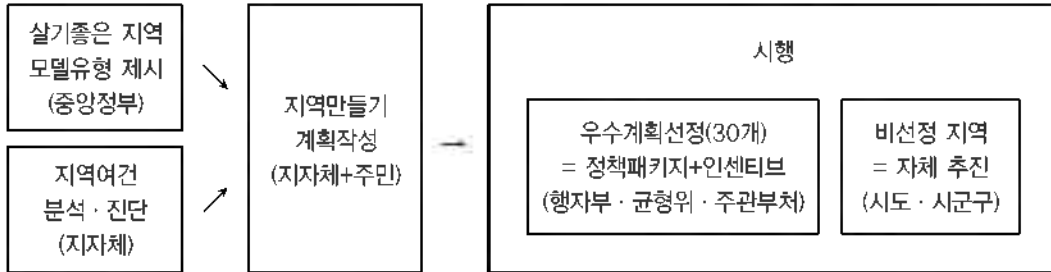 살기좋은 지역
모델유형 제시
(중앙정부)
지역여건
분석·진단
(지자체)
지역만들기
계획작성
(지자체+주민)
시행
우수계획선정(30개)
= 정책패키지+인센티브
(행자부·균형위·주관부처)
비선정 지역
= 자체 추진
(시도·시군구)